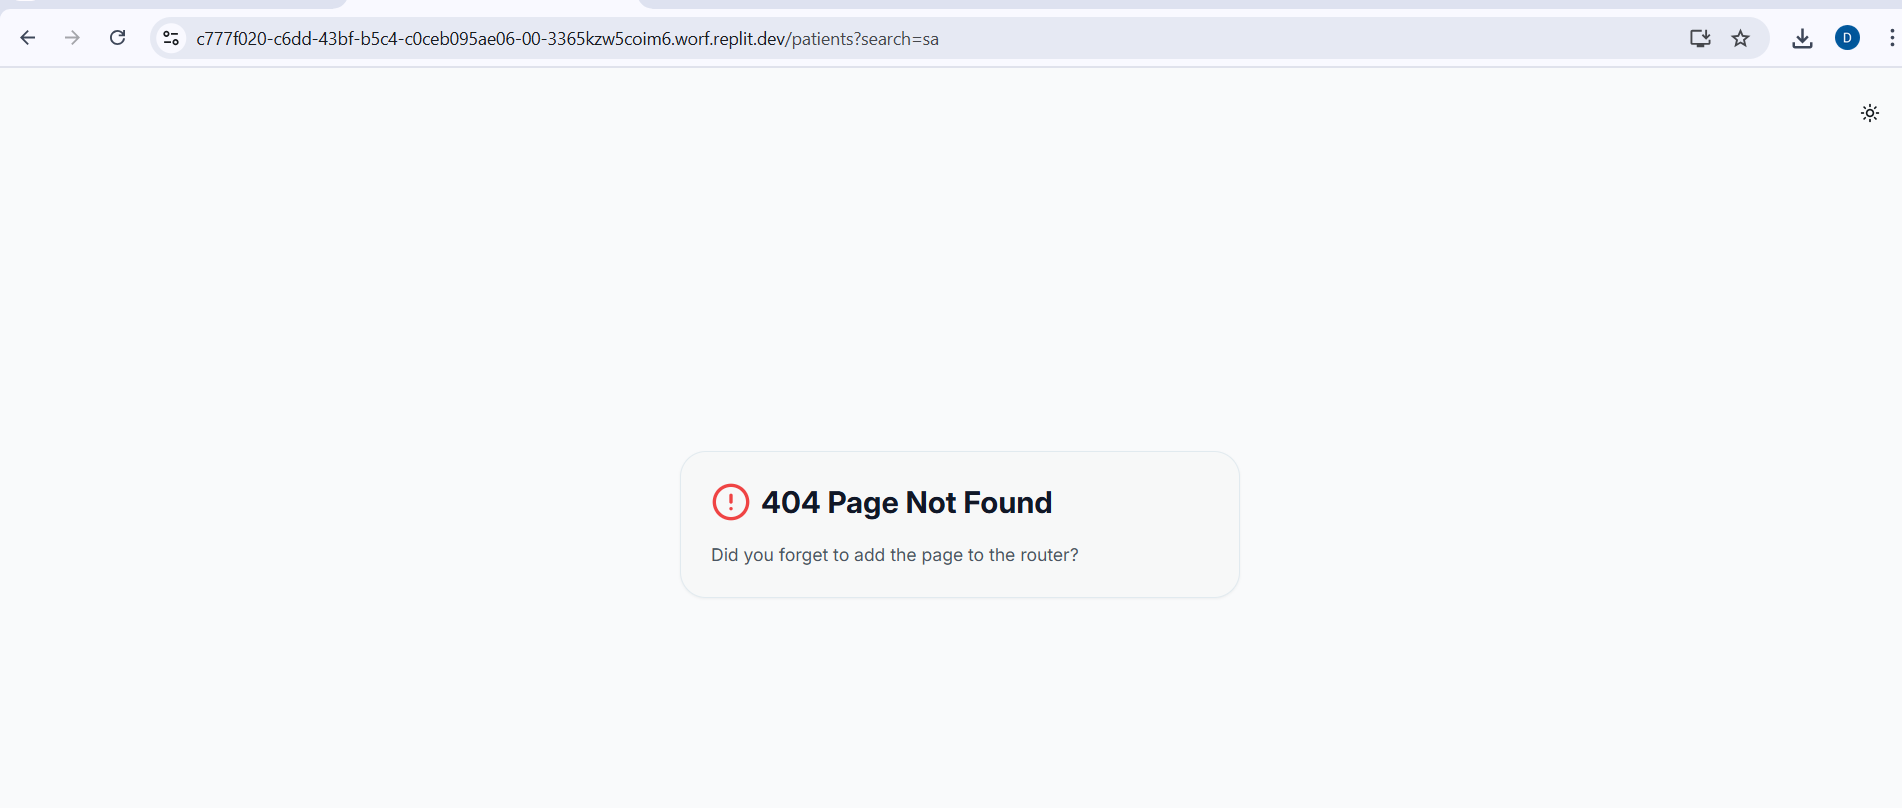 c777f020-c6dd-43bf-b5c4-c0ceb095ae06-00-3365kzw5coim6.worf.replit.dev/patients?search=sa
D
404 Page Not Found
Did you forget to add the page to the router?